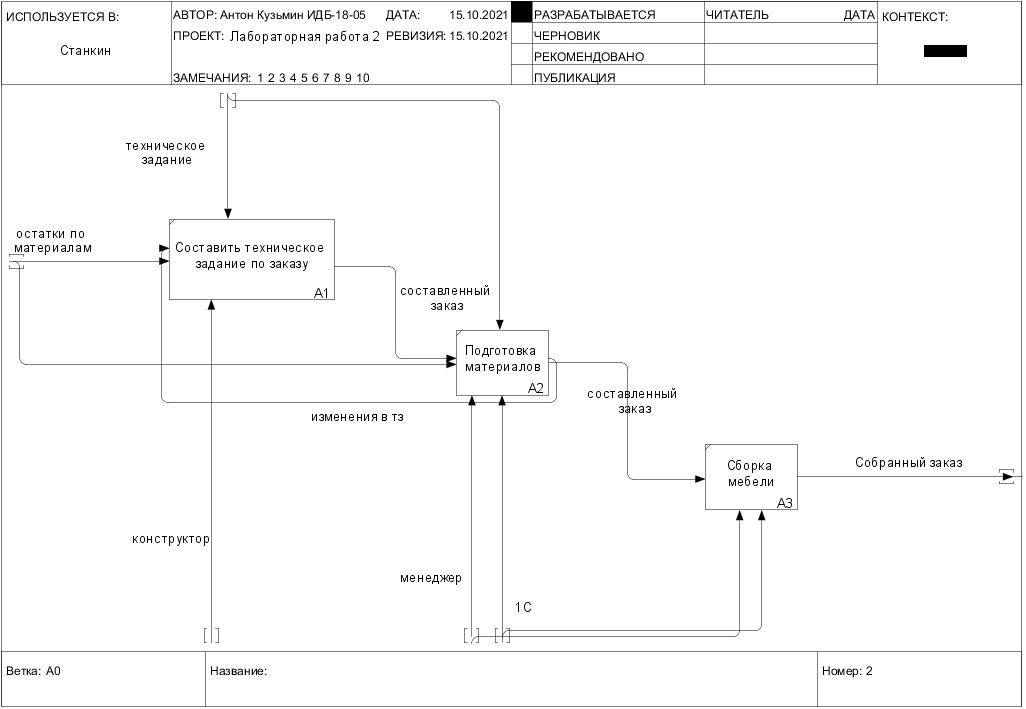 ИСПОЛЬЗУЕТСЯ В:
Станкин
АВТОР: Антон Кузьмин ИДБ-18-05
ДАТА: 15.10.2021
ПРОЕКТ: Лабораторная работа 2
РЕВИЗИЯ: 15.10.2021
ЗАМЕЧАНИЯ: 1 2 3 4 5 6 7 8 9 10
РАЗРАБАТЫВАЕТСЯ
ЧЕРНОВИК
РЕКОМЕНДОВАНО
ПУБЛИКАЦИЯ
ЧИТАТЕЛЬ
ДАТА
КОНТЕКСТ:
техническое
задание
остатки по
материалам
Составить техническое
задание по заказу
A1
составленный
заказ
Подготовка
материалов
A2
изменения в тз
составленный
заказ
Сборка
мебели
A3
Собранный заказ
конструктор
менеджер
1С
Ветка: A0
Название:
Номер: 2